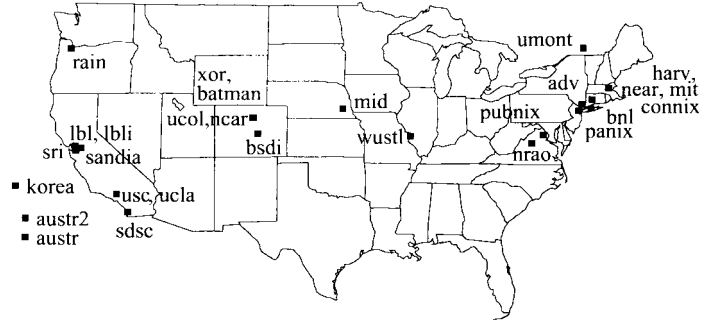 umont
rain
adv
harv,
near, mit
connix
xor,
batman
mid
pubnix
bnl
panix
ucol,ncar
lbl, lbli
sri
sandia
bsdi
wustl
nrao
korea
usc, ucla
austr2
sdsc
austr